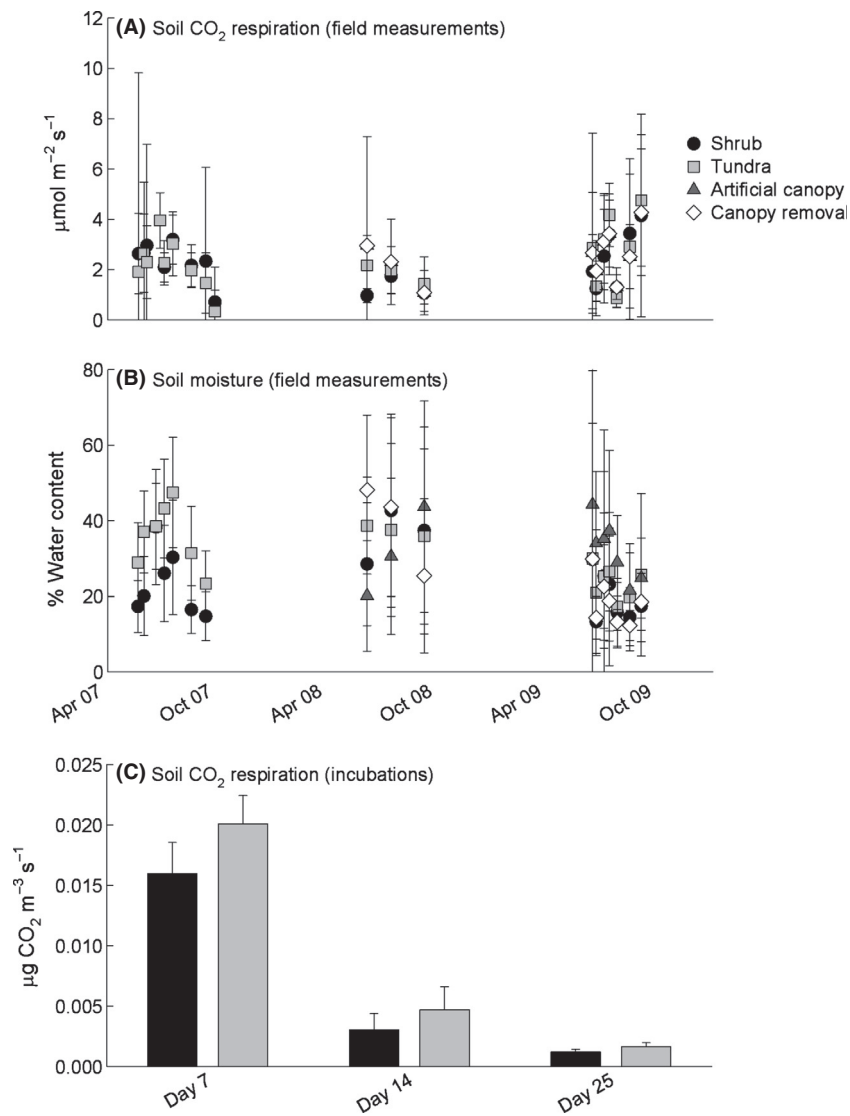 (A) Soil CO₂ respiration (field measurements)
12
10
8
6
4
2
0
μmol m⁻² s⁻¹
Shrub
Tundra
Artificial canopy
Canopy removal
(B) Soil moisture (field measurements)
80
60
40
20
0
% Water content
Apr 07
Oct 07
Apr 08
Oct 08
Apr 09
Oct 09
(C) Soil CO₂ respiration (incubations)
0.025
0.020
0.015
0.010
0.005
0.000
μg CO₂ m⁻³ s⁻¹
Day 7
Day 14
Day 25